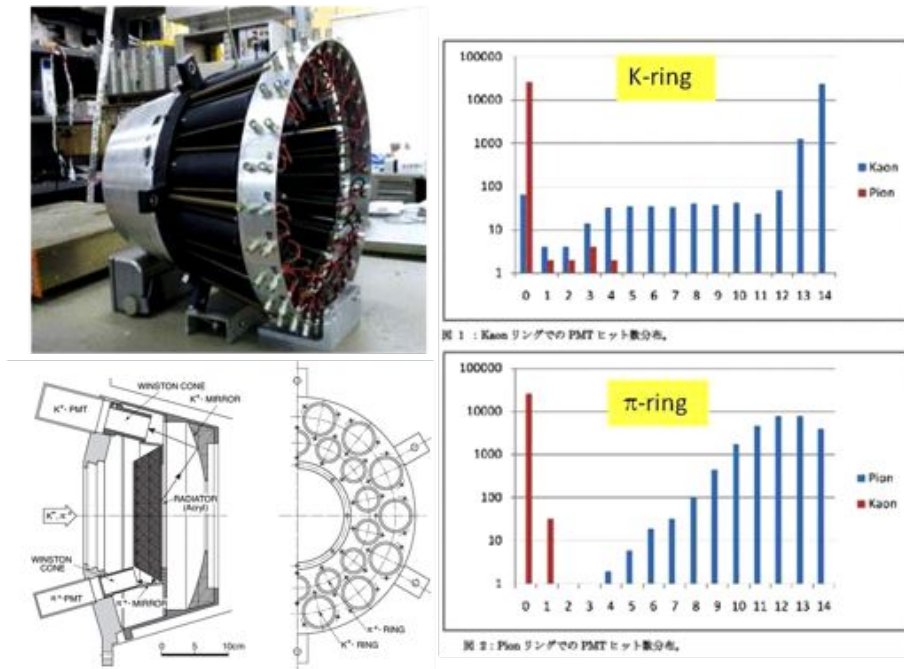 K-ring
100000
10000
1000
100
10
1
0 1 2 3 4 5 6 7 8 9 10 11 12 13 14
Kaon
Pion
図 1 : Kaon リングでの PMT ヒット数分布。
π-ring
100000
10000
1000
100
10
1
0 1 2 3 4 5 6 7 8 9 10 11 12 13 14
Pion
Kaon
図 2 : Pion リングでの PMT ヒット数分布。
WINSTON CONE
K⁺- PMT
K⁺- MIRROR
RADIATOR
(Acryl)
K⁺, π⁺
WINSTON
CONE
π⁺-PMT
π⁺-MIRROR
π⁺- RING
K⁺- RING
0 5 10cm